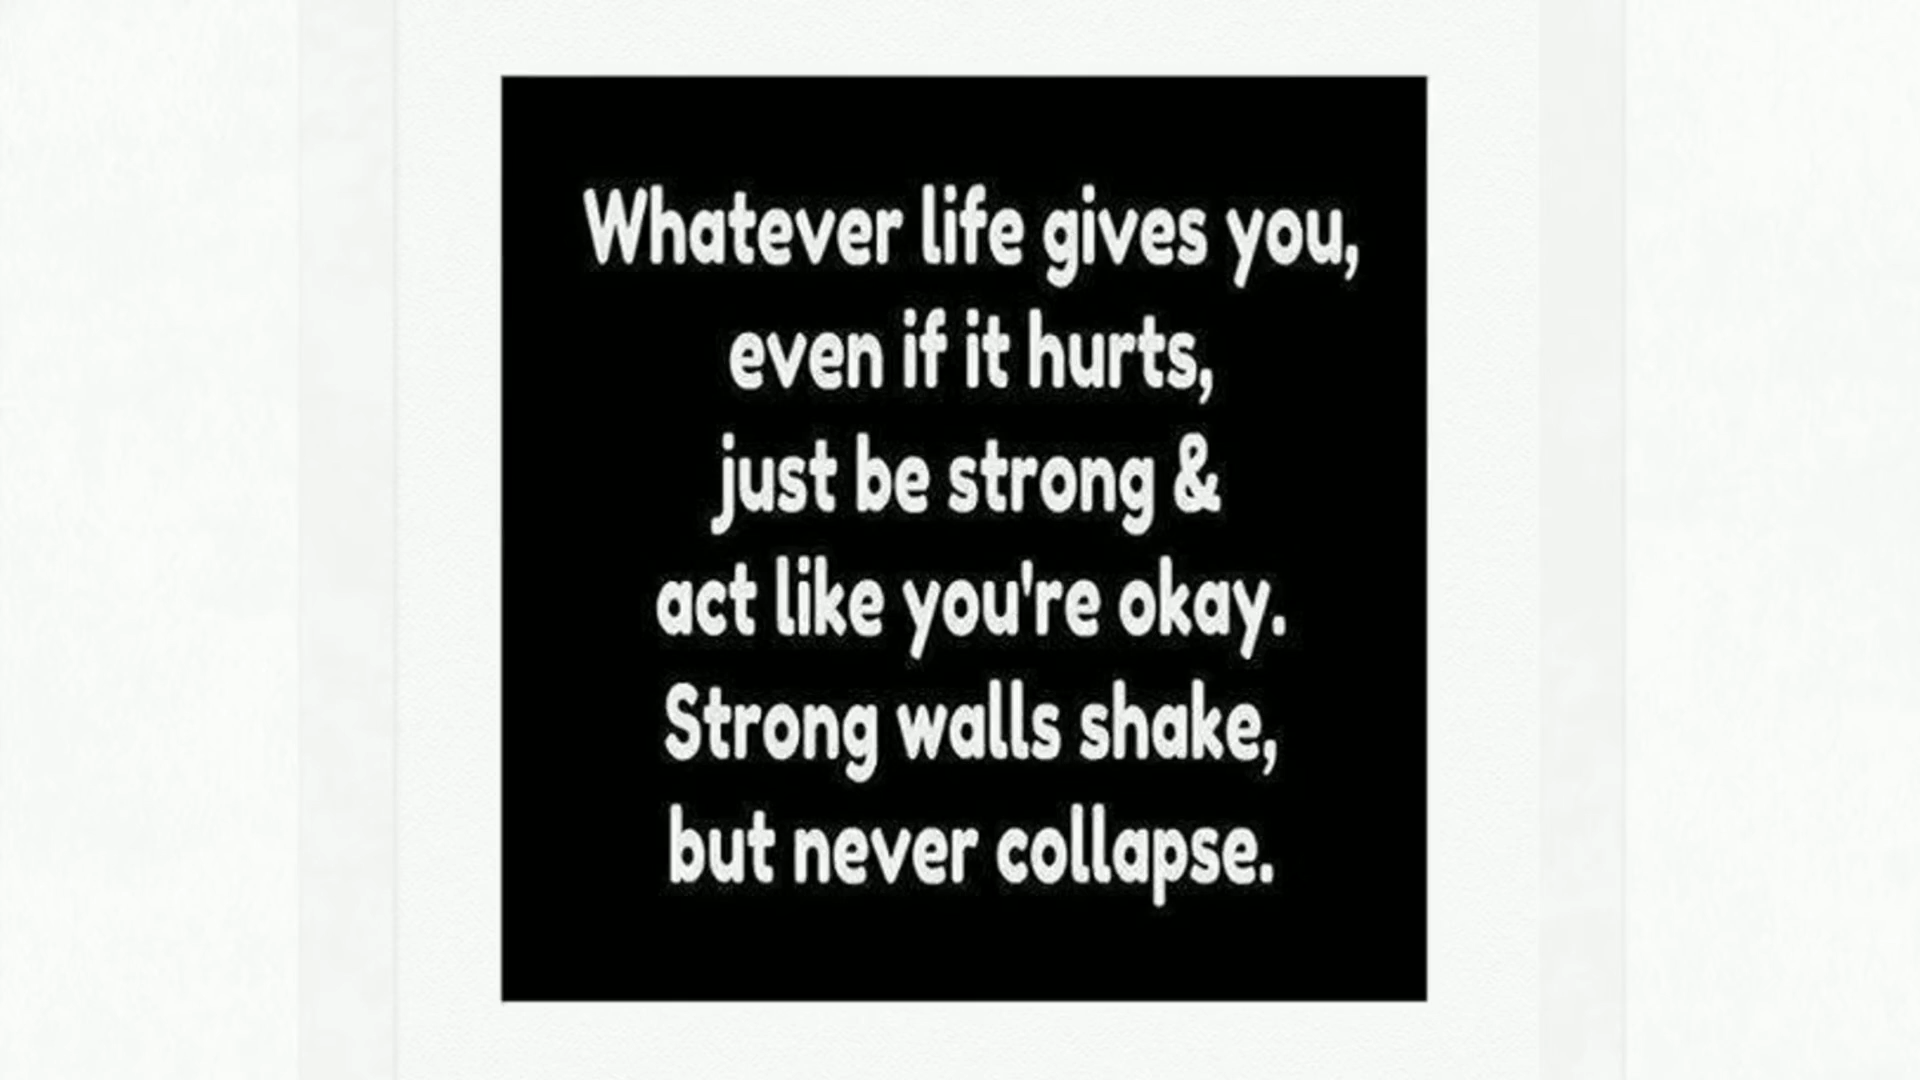 Whatever life gives you,
even if it hurts,
just be strong &
act like you're okay.
Strong walls shake,
but never collapse.